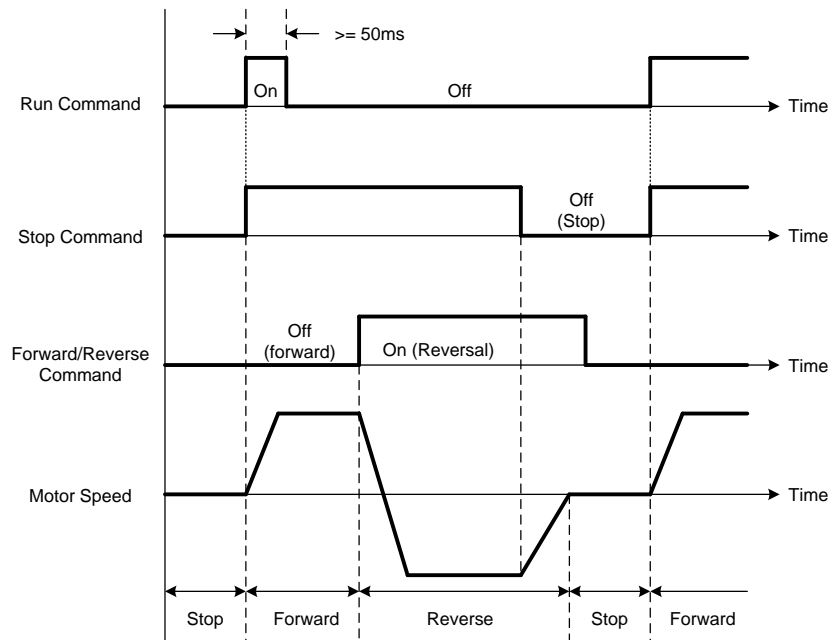 >= 50ms
On
Off
Run Command
Time
Off
(Stop)
Stop Command
Time
Off
(forward)
On (Reversal)
Forward/Reverse
Command
Time
Motor Speed
Time
Stop
Forward
Reverse
Stop
Forward